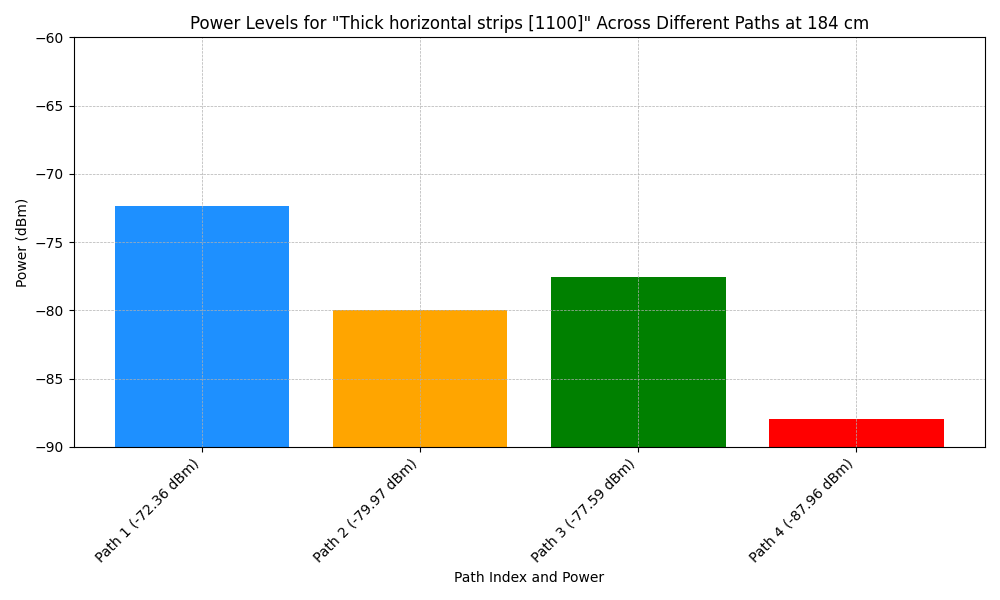 Power Levels for "Thick horizontal strips [1100]" Across Different Paths at 184 cm
Power (dBm)
−60
−65
−70
−75
−80
−85
−90
Path 1 (-72.36 dBm)
Path 2 (-79.97 dBm)
Path 3 (-77.59 dBm)
Path 4 (-87.96 dBm)
Path Index and Power